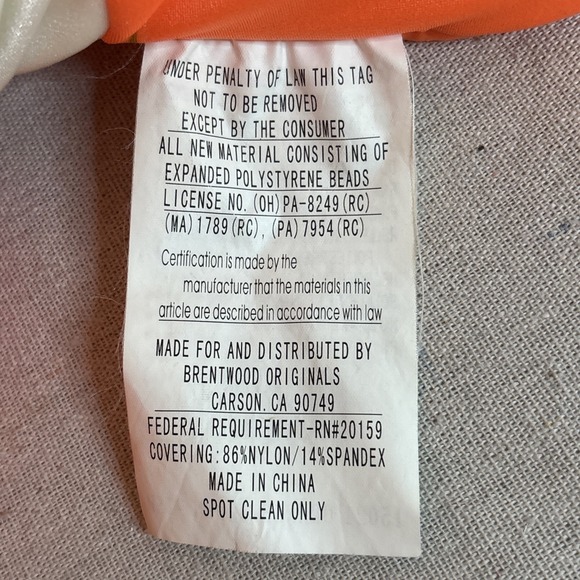 UNDER PENALTY OF LAW THIS TAG
NOT TO BE REMOVED
EXCEPT BY THE CONSUMER
ALL NEW MATERIAL CONSISTING OF
EXPANDED POLYSTYRENE BEADS
LICENSE NO. (OH) PA-8249 (RC)
(MA) 1789 (RC), (PA) 7954 (RC)
Certification is made by the
manufacturer that the materials in this
article are described in accordance with law
MADE FOR AND DISTRIBUTED BY
BRENTWOOD ORIGINALS
CARSON. CA 90749
FEDERAL REQUIREMENT-RN#20159
COVERING: 86%NYLON/14%SPANDEX
MADE IN CHINA
SPOT CLEAN ONLY